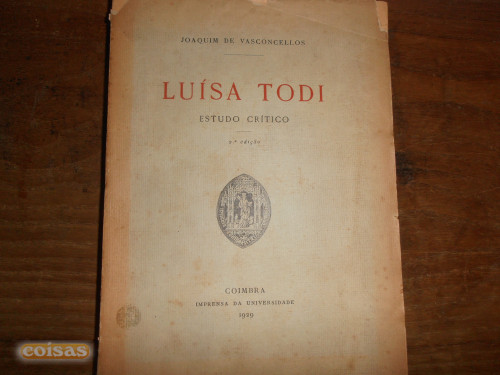 JOAQUIM DE VASCONCELLOS
LUÍSA TODI
ESTUDO CRÍTICO
2.ª edição
COIMBRA
IMPRENSA DA UNIVERSIDADE
1929
coisas